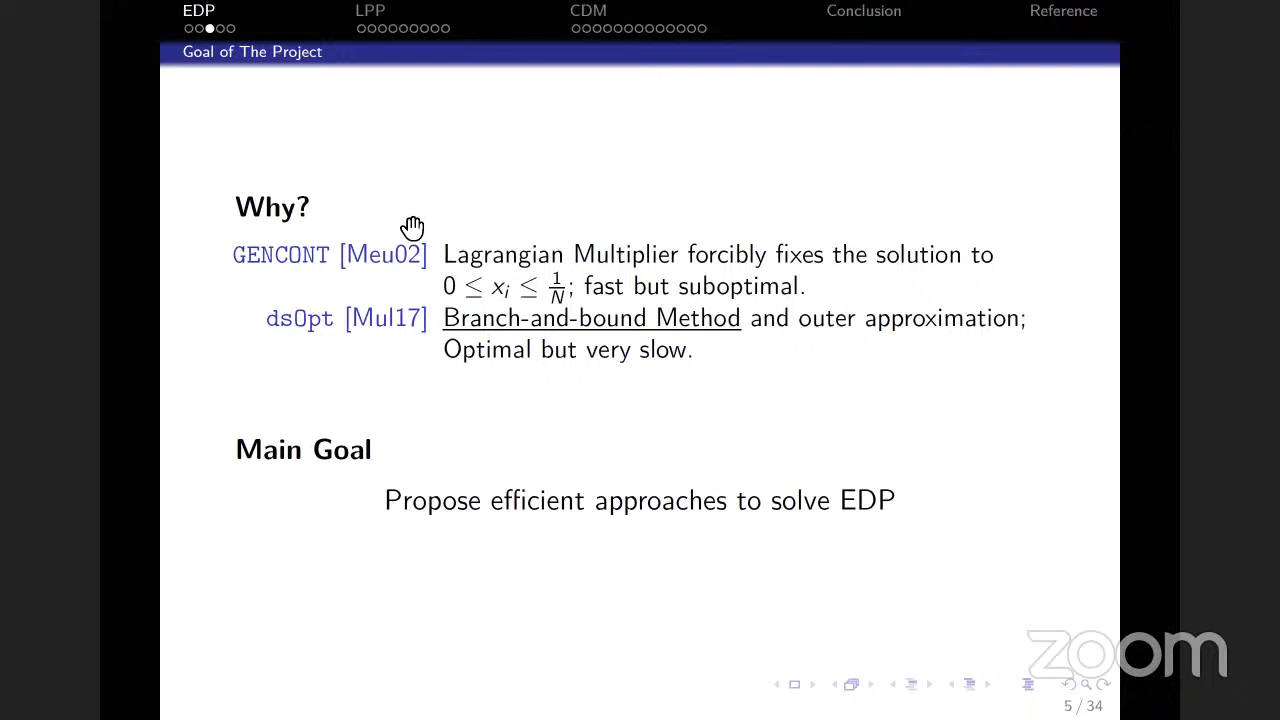 EDP LPP CDM Conclusion Reference
Goal of The Project
Why?
GENCONT [Meu02] Lagrangian Multiplier forcibly fixes the solution to
0 ≤ xᵢ ≤ 1/N; fast but suboptimal.
dsOpt [Mul17] Branch-and-bound Method and outer approximation;
Optimal but very slow.
Main Goal
Propose efficient approaches to solve EDP
zoom
5 / 34